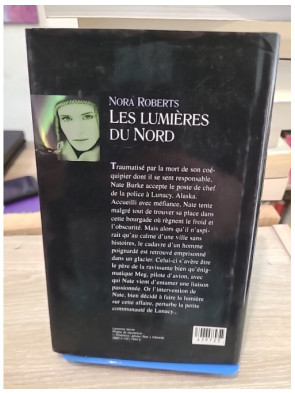 NORA ROBERTS
LES LUMIÈRES
DU NORD
Traumatisé par la mort de son coé-
quipier dont il se sent responsable,
Nate Burke accepte le poste de chef
de la police à Lunacy, Alaska.
Accueilli avec méfiance, Nate tente
malgré tout de trouver sa place dans
cette bourgade où règnent le froid et
l'obscurité. Mais alors qu'il n'aspi-
rait qu'au calme d'une ville sans
histoires, le cadavre d'un homme
poignardé est retrouvé emprisonné
dans un glacier. Celui-ci s'avère être
le père de la ravissante bien qu'énig-
matique Meg, pilote d'avion, avec
qui Nate vient d'entamer une liaison
passionnée. Or l'intervention de
Nate, bien décidé à faire la lumière
sur cette affaire, perturbe la petite
communauté de Lunacy...